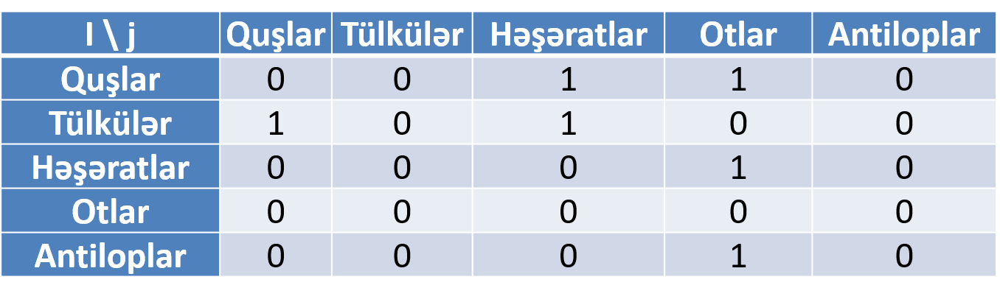 I \ j Quşlar Tülkülər Həşəratlar Otlar Antiloplar
Quşlar 0 0 1 1 0
Tülkülər 1 0 1 0 0
Həşəratlar 0 0 0 1 0
Otlar 0 0 0 0 0
Antiloplar 0 0 0 1 0